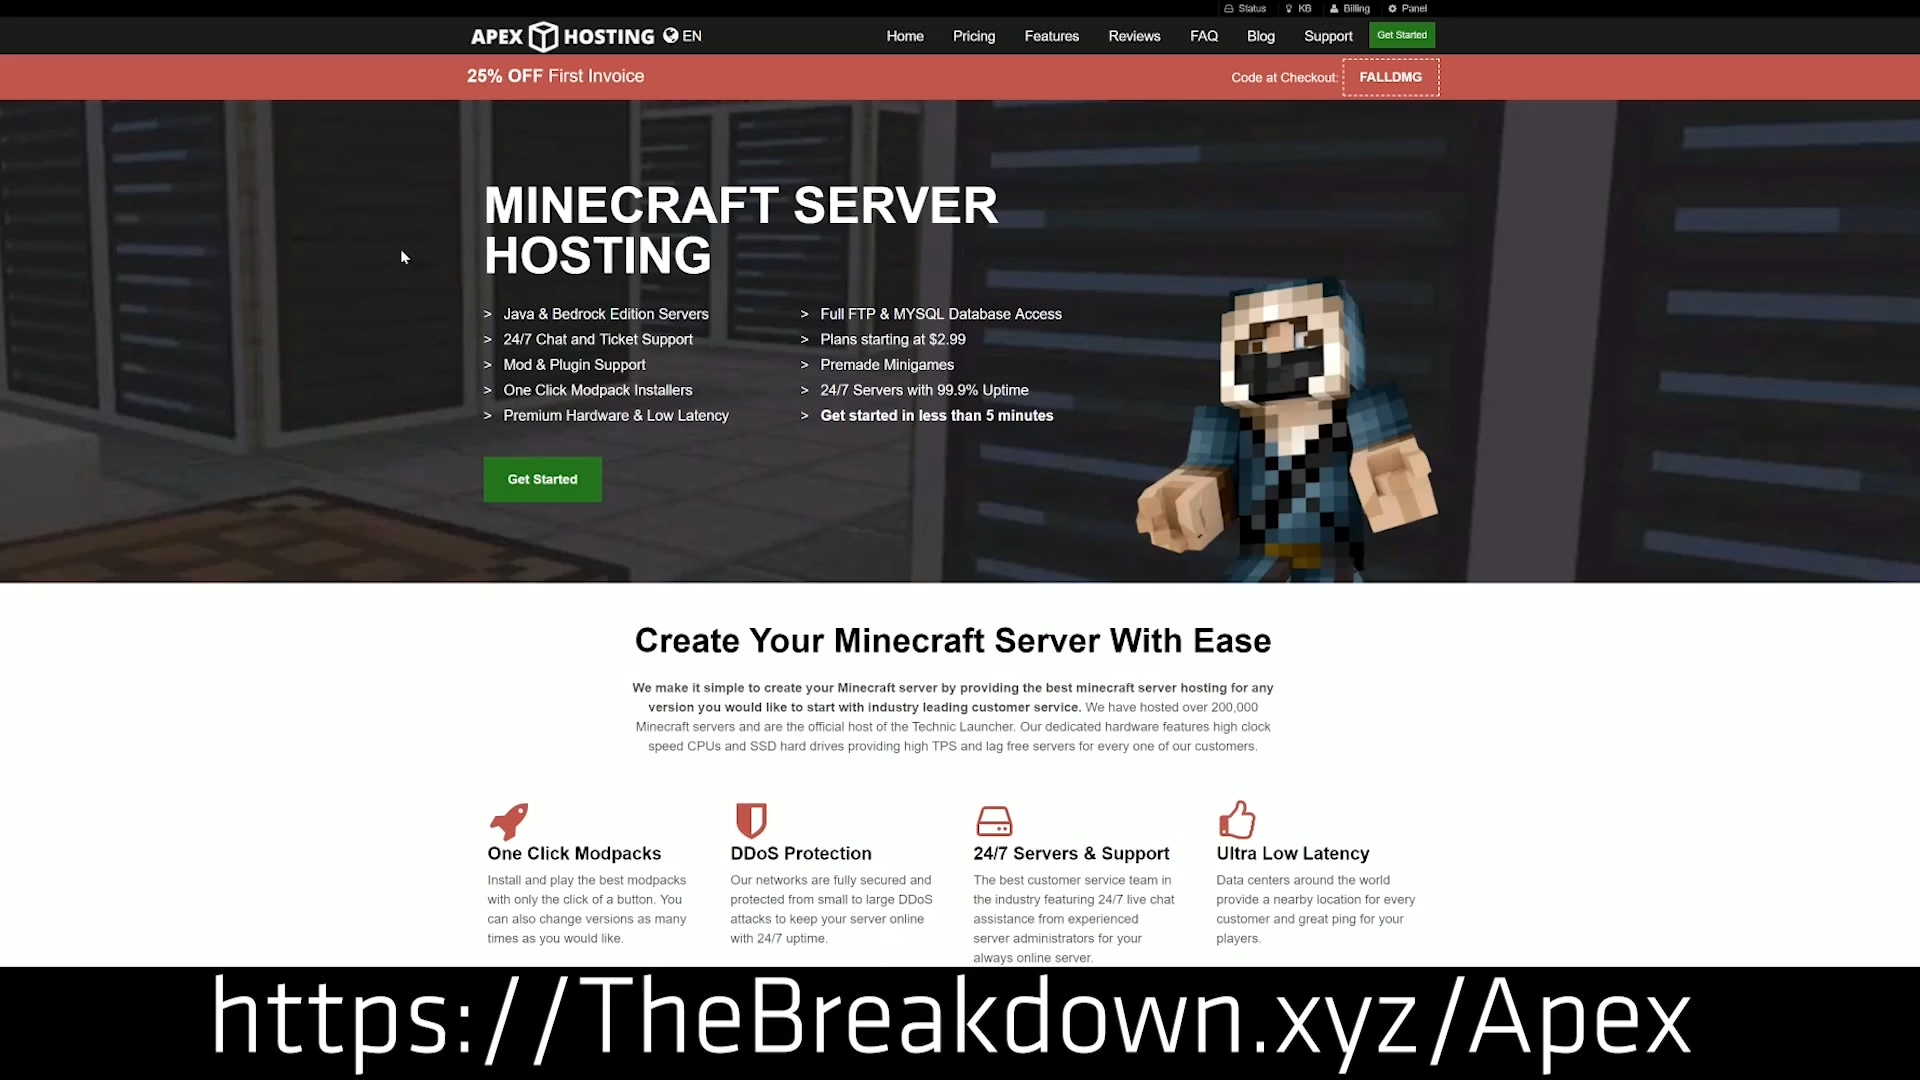 Status KB Billing Panel
APEX HOSTING EN Home Pricing Features Reviews FAQ Blog Support Get Started
25% OFF First Invoice Code at Checkout: FALLDMG
MINECRAFT SERVER
HOSTING
> Java & Bedrock Edition Servers
> 24/7 Chat and Ticket Support
> Mod & Plugin Support
> One Click Modpack Installers
> Premium Hardware & Low Latency
> Full FTP & MYSQL Database Access
> Plans starting at $2.99
> Premade Minigames
> 24/7 Servers with 99.9% Uptime
> Get started in less than 5 minutes
Get Started
Create Your Minecraft Server With Ease
We make it simple to create your Minecraft server by providing the best minecraft server hosting for any
version you would like to start with industry leading customer service. We have hosted over 200,000
Minecraft servers and are the official host of the Technic Launcher. Our dedicated hardware features high clock
speed CPUs and SSD hard drives providing high TPS and lag free servers for every one of our customers.
One Click Modpacks
Install and play the best modpacks
with only the click of a button. You
can also change versions as many
times as you would like.
DDoS Protection
Our networks are fully secured and
protected from small to large DDoS
attacks to keep your server online
with 24/7 uptime.
24/7 Servers & Support
The best customer service team in
the industry featuring 24/7 live chat
assistance from experienced
server administrators for your
always online server.
Ultra Low Latency
Data centers around the world
provide a nearby location for every
customer and great ping for your
players.
https://TheBreakdown.xyz/Apex